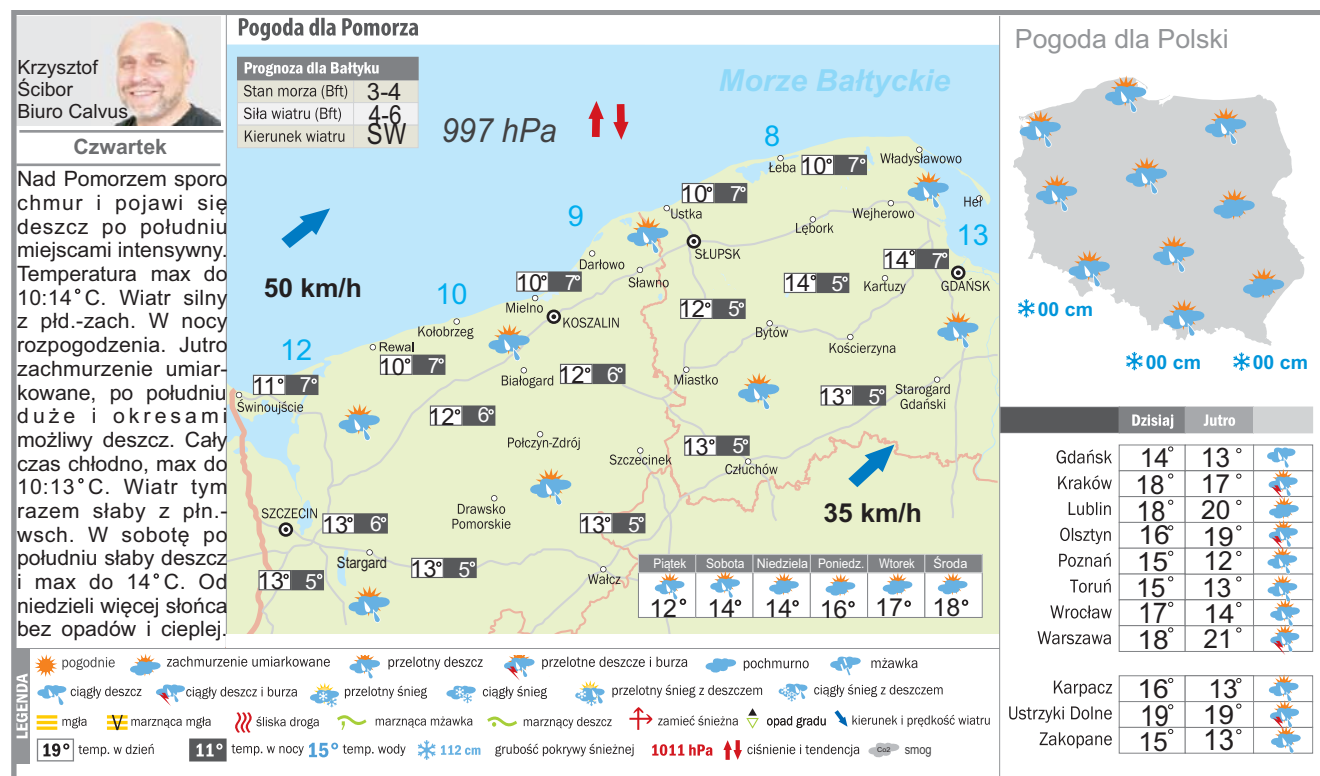 Krzysztof
Ścibor
Biuro Calvus
Czwartek
Nad Pomorzem sporo
chmur i pojawi się
deszcz po południu
miejscami intensywny.
Temperatura max do
10:14°C. Wiatr silny
z płd.-zach. W nocy
rozpogodzenia. Jutro
zachmurzenie umiar-
kowane, po południu
duże i okresami
możliwy deszcz. Cały
czas chłodno, max do
10:13°C. Wiatr tym
razem słaby z płn.-
wsch. W sobotę po
południu słaby deszcz
i max do 14°C. Od
niedzieli więcej słońca
bez opadów i cieplej.
Pogoda dla Pomorza
Prognoza dla Bałtyku
Stan morza (Bft) 3-4
Siła wiatru (Bft) 4-6
Kierunek wiatru SW
997 hPa
Morze Bałtyckie
8
Łeba 10° 7°
Władysławowo
Hel
10° 7°
Ustka
Wejherowo
Lębork
9
13
SŁUPSK
14° 7°
GDAŃSK
Darłowo
Sławno
50 km/h
10° 7°
14° 5°
Kartuzy
10
Mielno
KOSZALIN
12° 5°
Bytów
Kołobrzeg
Kościerzyna
12
Rewal
10° 7°
Białogard
12° 6°
Miastko
11° 7°
Świnoujście
13° 5°
Starogard
Gdański
12° 6°
Połczyn-Zdrój
13° 5°
Szczecinek
Człuchów
Drawsko
Pomorskie
35 km/h
SZCZECIN
13° 6°
13° 5°
Stargard
13° 5°
13° 5°
Wałcz
Piątek Sobota Niedziela Poniedz. Wtorek Środa
12° 14° 14° 16° 17° 18°
Pogoda dla Polski
00 cm
00 cm 00 cm
Dzisiaj Jutro
Gdańsk 14° 13°
Kraków 18° 17°
Lublin 18° 20°
Olsztyn 16° 19°
Poznań 15° 12°
Toruń 15° 13°
Wrocław 17° 14°
Warszawa 18° 21°
Karpacz 16° 13°
Ustrzyki Dolne 19° 19°
Zakopane 15° 13°
LEGENDA
pogodnie zachmurzenie umiarkowane przelotny deszcz przelotne deszcze i burza pochmurno mżawka
ciągły deszcz ciągły deszcz i burza przelotny śnieg ciągły śnieg przelotny śnieg z deszczem ciągły śnieg z deszczem
mgła marznąca mgła śliska droga marznąca mżawka marznący deszcz zamieć śnieżna opad gradu kierunek i prędkość wiatru
19° temp. w dzień 11° temp. w nocy 15° temp. wody 112 cm grubość pokrywy śnieżnej 1011 hPa ciśnienie i tendencja Co2 smog